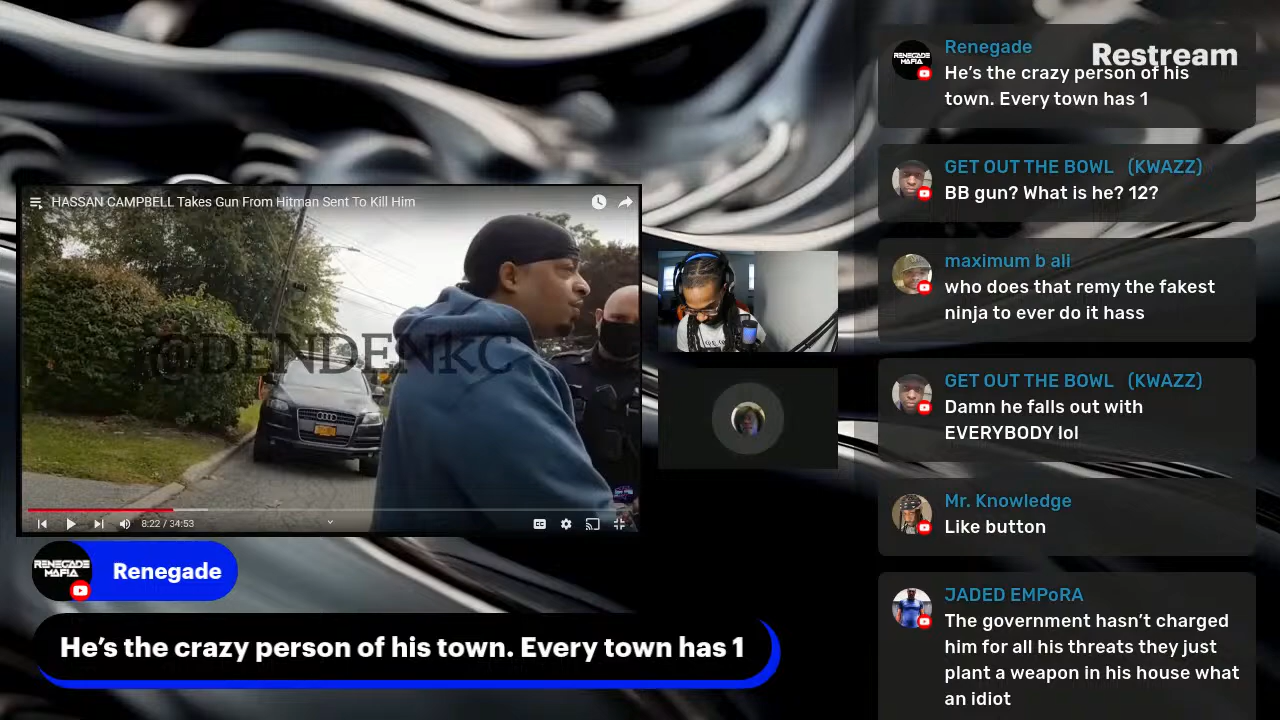 Restream
Renegade
He's the crazy person of his
town. Every town has 1
GET OUT THE BOWL (KWAZZ)
BB gun? What is he? 12?
maximum b ali
who does that remy the fakest
ninja to ever do it hass
GET OUT THE BOWL (KWAZZ)
Damn he falls out with
EVERYBODY lol
Mr. Knowledge
Like button
JADED EMPoRA
The government hasn't charged
him for all his threats they just
plant a weapon in his house what
an idiot
HASSAN CAMPBELL Takes Gun From Hitman Sent To Kill Him
@DENDENKC
8:22 / 34:53
RENEGADE
MAFIA
Renegade
He's the crazy person of his town. Every town has 1